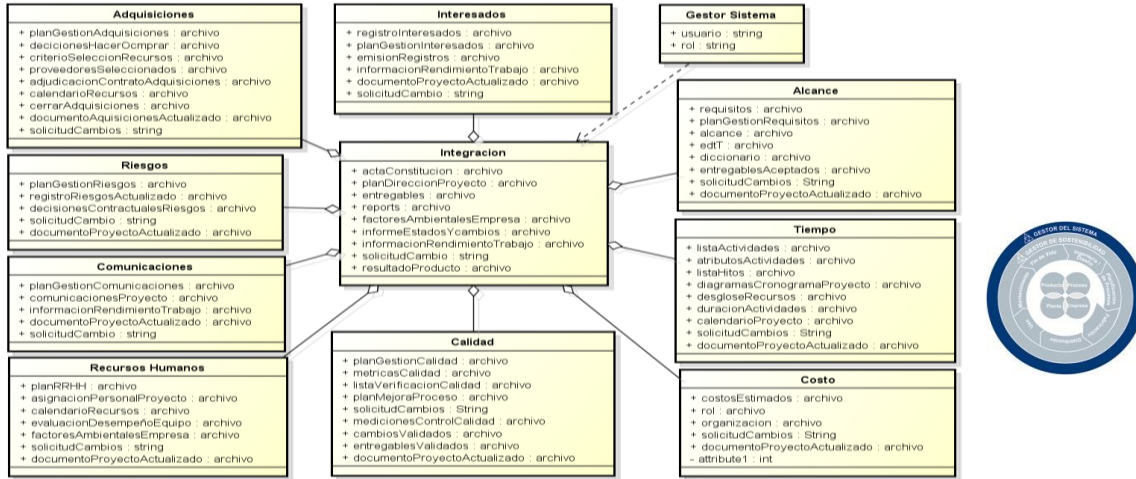 Adquisiciones
+ planGestionAdquisiciones : archivo
+ decicionesHacerOcmprar : archivo
+ criterioSeleccionRecursos : archivo
+ proveedoresSeleccionados : archivo
+ adjudicacionContratoAdquisiciones : archivo
+ calendarioRecursos : archivo
+ cerrarAdquisiciones : archivo
+ documentoAquisicionesActualizado : archivo
+ solicitudCambios : string
Interesados
+ registroInteresados : archivo
+ planGestionInteresados : archivo
+ emisionRegistros : archivo
+ informacionRendimientoTrabajo : archivo
+ documentoProyectoActualizado : archivo
+ solicitudCambio : string
Gestor Sistema
+ usuario : string
+ rol : string
Alcance
+ requisitos : archivo
+ planGestionRequisitos : archivo
+ alcance : archivo
+ edtT : archivo
+ diccionario : archivo
+ entregablesAceptados : archivo
+ solicitudCambios : String
+ documentoProyectoActualizado : archivo
Riesgos
+ planGestionRiesgos : archivo
+ registroRiesgosActualizado : archivo
+ decisionesContractualesRiesgos : archivo
+ solicitudCambio : string
+ documentoProyectoActualizado : archivo
Integracion
+ actaConstitucion : archivo
+ planDireccionProyecto : archivo
+ entregables : archivo
+ reports : archivo
+ factoresAmbientalesEmpresa : archivo
+ informeEstadosYcambios : archivo
+ informacionRendimientoTrabajo : archivo
+ solicitudCambio : string
+ resultadoProducto : archivo
Tiempo
+ listaActividades : archivo
+ atributosActividades : archivo
+ listaHitos : archivo
+ diagramasCronogramaProyecto : archivo
+ desgloseRecursos : archivo
+ duracionActividades : archivo
+ calendarioProyecto : archivo
+ solicitudCambios : String
+ documentoProyectoActualizado : archivo
Comunicaciones
+ planGestionComunicaciones : archivo
+ comunicacionesProyecto : archivo
+ informacionRendimientoTrabajo : archivo
+ documentoProyectoActualizado : archivo
+ solicitudCambio : string
Recursos Humanos
+ planRRHH : archivo
+ asignacionPersonalProyecto : archivo
+ calendarioRecursos : archivo
+ evaluacionDesempeñoEquipo : archivo
+ factoresAmbientalesEmpresa : archivo
+ solicitudCambios : string
+ documentoProyectoActualizado : archivo
Calidad
+ planGestionCalidad : archivo
+ metricasCalidad : archivo
+ listaVerificacionCalidad : archivo
+ planMejoraProceso : archivo
+ solicitudCambios : String
+ medicionesControlCalidad : archivo
+ cambiosValidados : archivo
+ entregablesValidados : archivo
+ documentoProyectoActualizado : archivo
Costo
+ costosEstimados : archivo
+ rol : archivo
+ organizacion : archivo
+ solicitudCambios : String
+ documentoProyectoActualizado : archivo
- attribute1 : int
GESTOR DEL SISTEMA
GESTOR DE SOSTENIBILIDAD
Producto
Proceso
Planta
Empresa